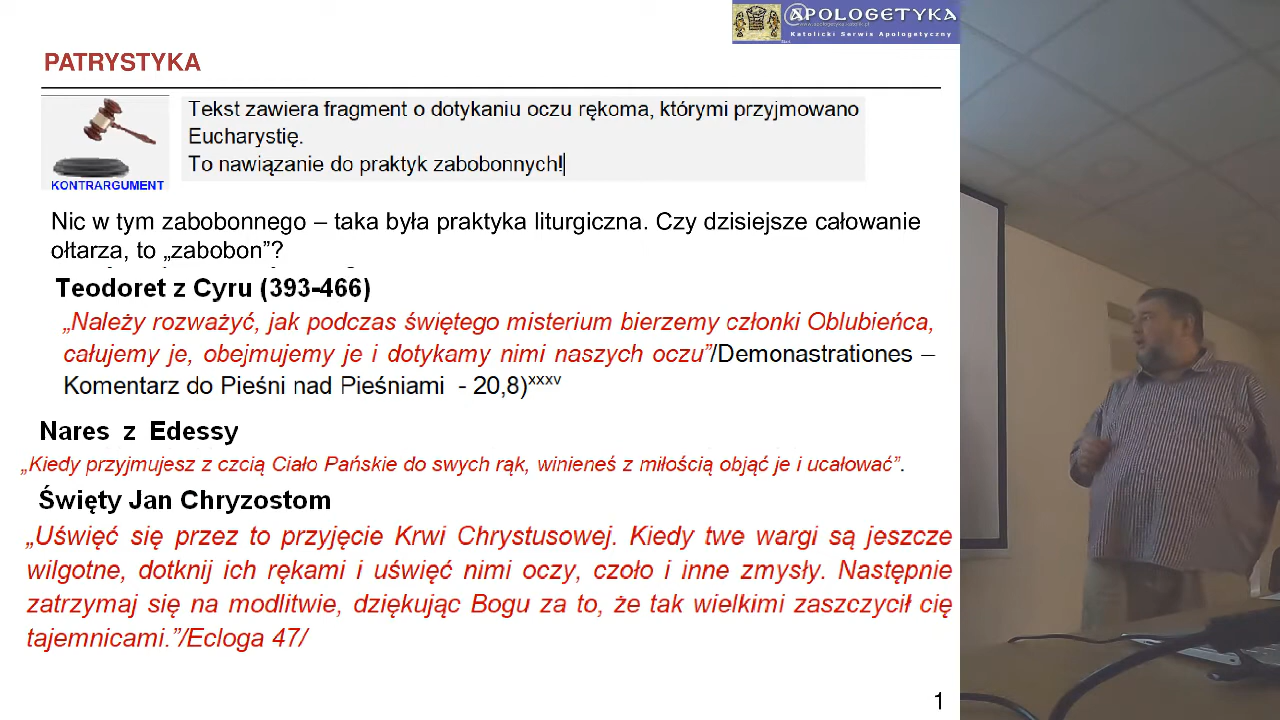 @APOLOGETYKA
Katolicki Serwis Apologetyczny
PATRYSTYKA
Tekst zawiera fragment o dotykaniu oczu rękoma, którymi przyjmowano
Eucharystię.
To nawiązanie do praktyk zabobonnych!
KONTRARGUMENT
Nic w tym zabobonnego – taka była praktyka liturgiczna. Czy dzisiejsze całowanie
ołtarza, to „zabobon”?
Teodoret z Cyru (393-466)
„Należy rozważyć, jak podczas świętego misterium bierzemy członki Oblubieńca,
całujemy je, obejmujemy je i dotykamy nimi naszych oczu”/Demonastrationes –
Komentarz do Pieśni nad Pieśniami - 20,8)xxxv
Nares z Edessy
„Kiedy przyjmujesz z czcią Ciało Pańskie do swych rąk, winieneś z miłością objąć je i ucałować”.
Święty Jan Chryzostom
„Uświęć się przez to przyjęcie Krwi Chrystusowej. Kiedy twe wargi są jeszcze
wilgotne, dotknij ich rękami i uświęć nimi oczy, czoło i inne zmysły. Następnie
zatrzymaj się na modlitwie, dziękując Bogu za to, że tak wielkimi zaszczycił cię
tajemnicami.”/Ecloga 47/
1